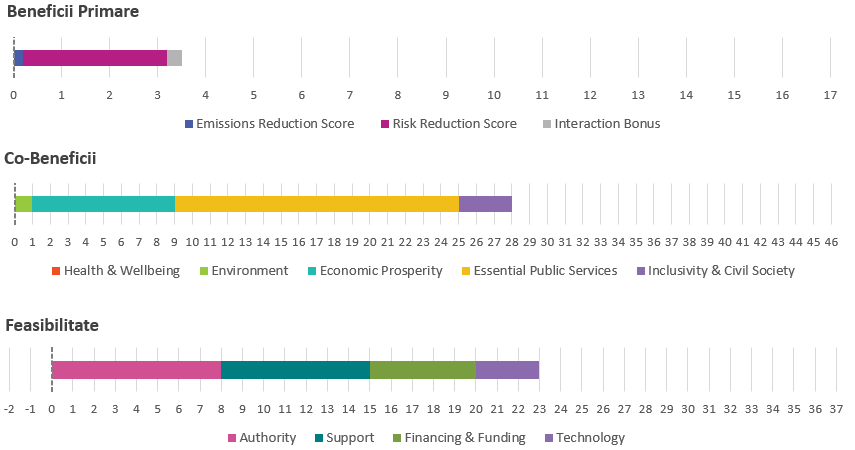 Beneficii Primare
0 1 2 3 4 5 6 7 8 9 10 11 12 13 14 15 16 17
Emissions Reduction Score Risk Reduction Score Interaction Bonus
Co-Beneficii
0 1 2 3 4 5 6 7 8 9 10 11 12 13 14 15 16 17 18 19 20 21 22 23 24 25 26 27 28 29 30 31 32 33 34 35 36 37 38 39 40 41 42 43 44 45 46
Health & Wellbeing Environment Economic Prosperity Essential Public Services Inclusivity & Civil Society
Feasibilitate
-2 -1 0 1 2 3 4 5 6 7 8 9 10 11 12 13 14 15 16 17 18 19 20 21 22 23 24 25 26 27 28 29 30 31 32 33 34 35 36 37
Authority Support Financing & Funding Technology